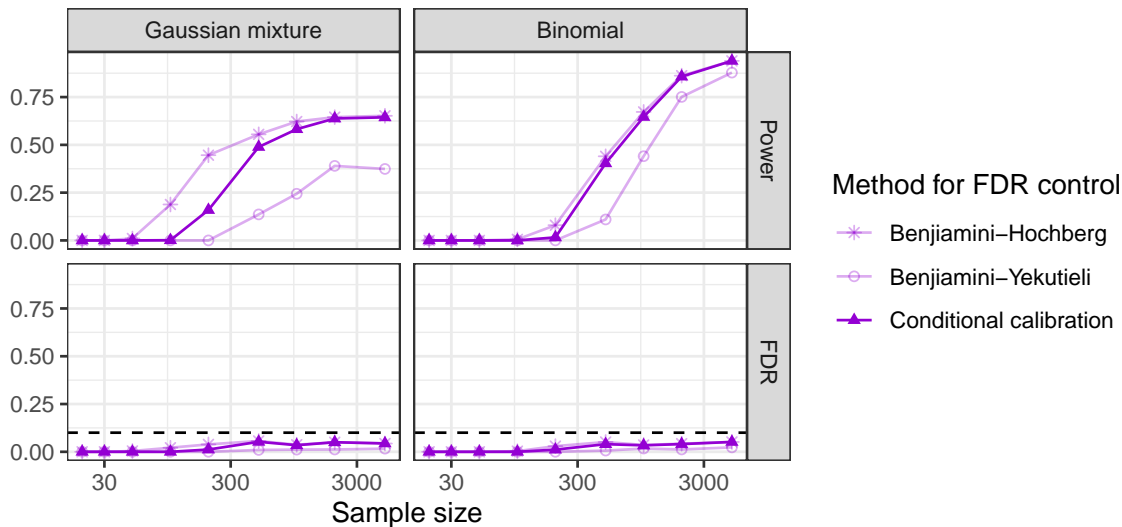 Gaussian mixture
Binomial
0.75
0.50
0.25
0.00
Power
0.75
0.50
0.25
0.00
FDR
30
300
3000
30
300
3000
Sample size
Method for FDR control
Benjiamini−Hochberg
Benjiamini−Yekutieli
Conditional calibration